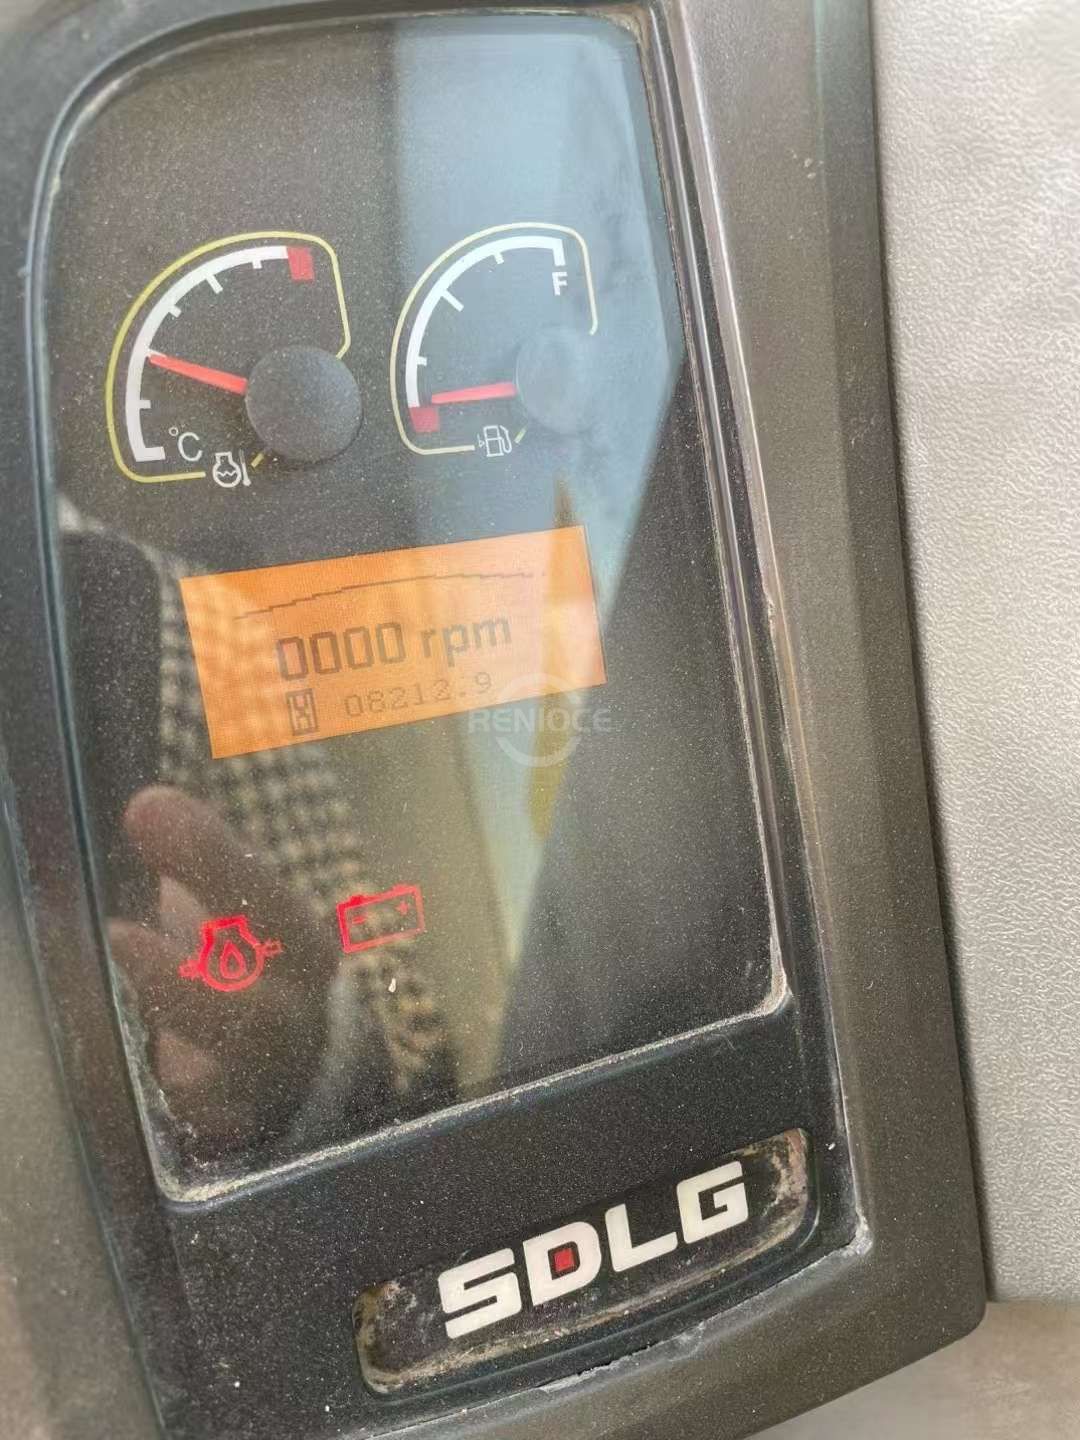 F
°C
0000 rpm
08212.9
RENIOCE
- +
SDLG